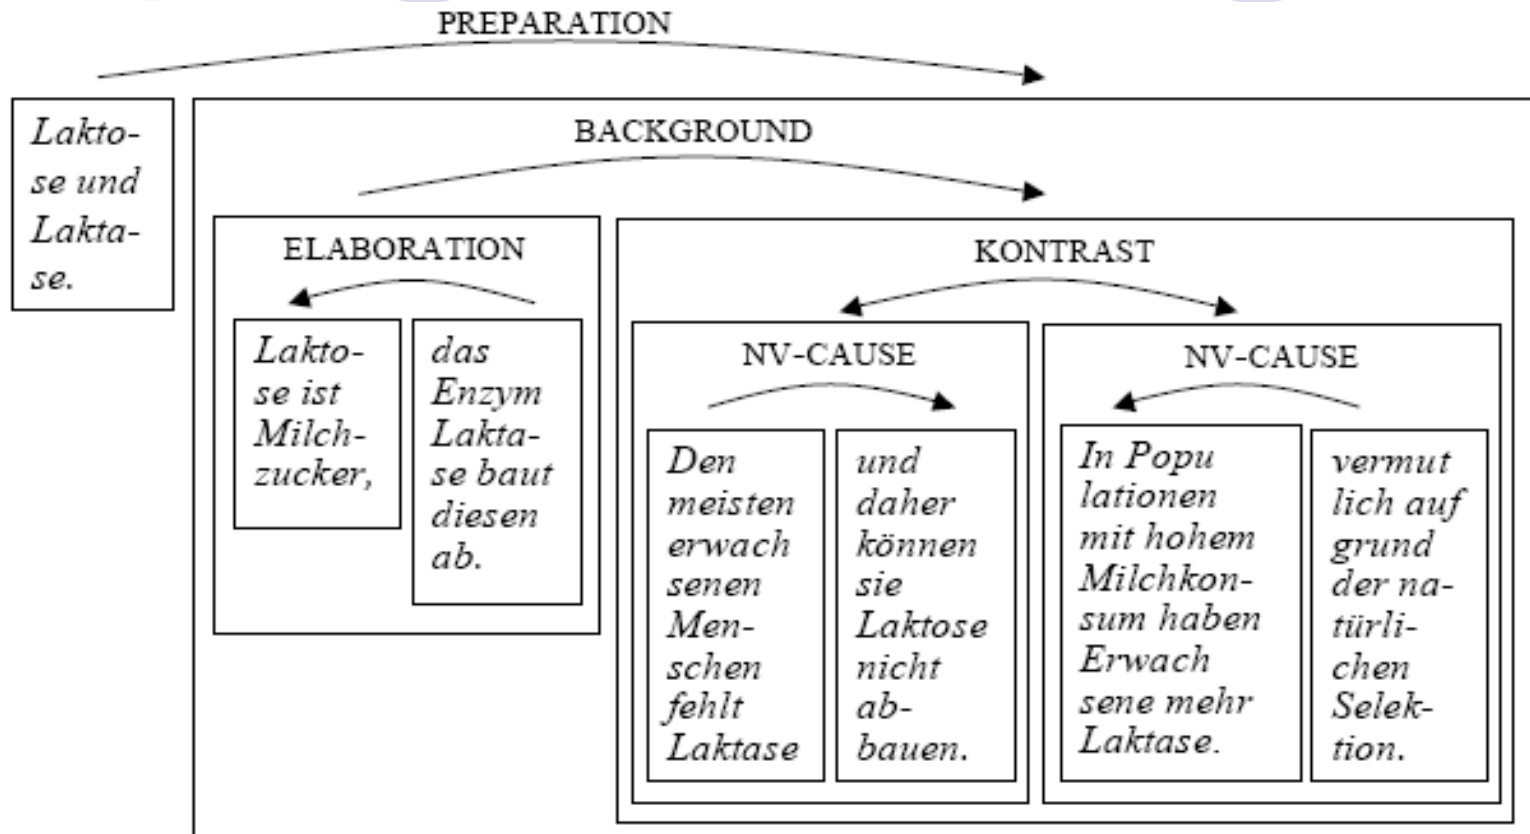 PREPARATION
Lakto-
se und
Lakta-
se.
BACKGROUND
ELABORATION
Lakto-
se ist
Milch-
zucker,
das
Enzym
Lakta-
se baut
diesen
ab.
KONTRAST
NV-CAUSE
Den
meisten
erwach
senen
Men-
schen
fehlt
Laktase
und
daher
können
sie
Laktose
nicht
ab-
bauen.
NV-CAUSE
In Popu
lationen
mit hohem
Milchkon-
sum haben
Erwach
sene mehr
Laktase.
vermut
lich auf
grund
der na-
türli-
chen
Selek-
tion.